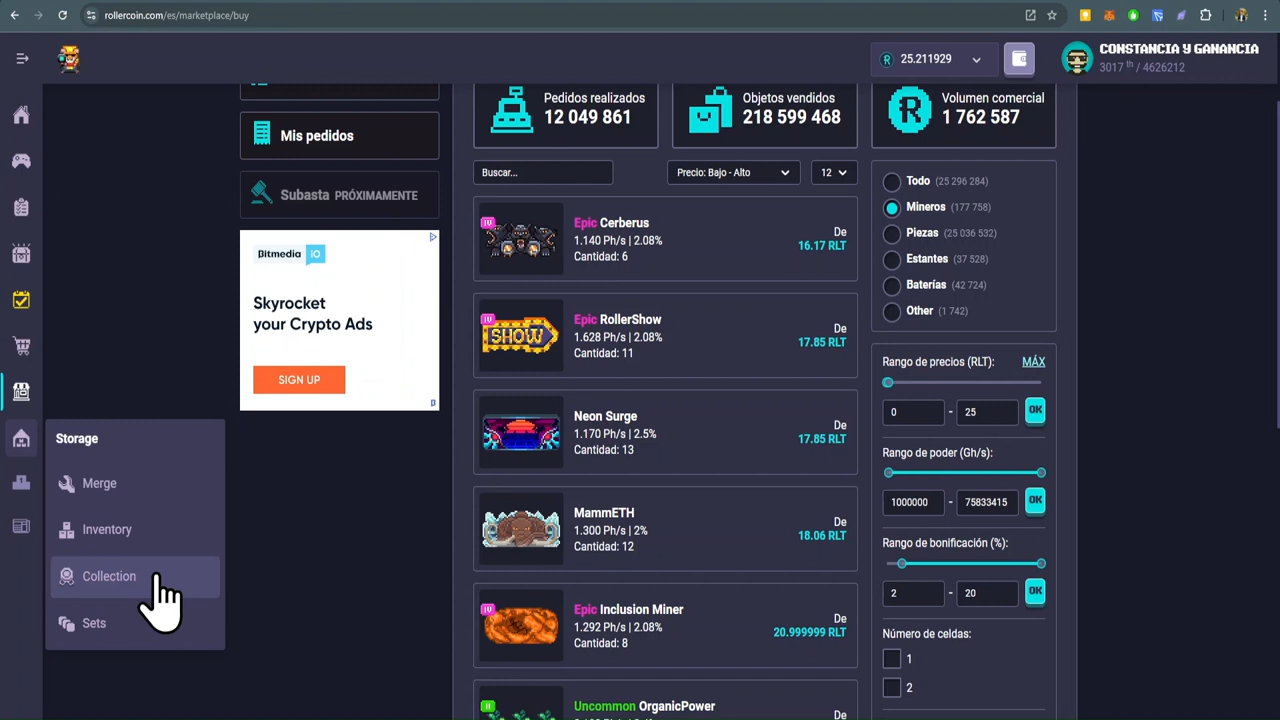 rollercoin.com/es/marketplace/buy
25.211929
CONSTANCIA Y GANANCIA
3017 th / 4626212
Mis pedidos
Subasta PRÓXIMAMENTE
Bitmedia IO
Skyrocket
your Crypto Ads
SIGN UP
Storage
Merge
Inventory
Collection
Sets
Pedidos realizados
12 049 861
Objetos vendidos
218 599 468
Volumen comercial
1 762 587
Buscar...
Precio: Bajo - Alto
12
IV
Epic Cerberus
1.140 Ph/s | 2.08%
Cantidad: 6
De
16.17 RLT
IV
SHOW
Epic RollerShow
1.628 Ph/s | 2.08%
Cantidad: 11
De
17.85 RLT
Neon Surge
1.170 Ph/s | 2.5%
Cantidad: 13
De
17.85 RLT
MammETH
1.300 Ph/s | 2%
Cantidad: 12
De
18.06 RLT
IV
Epic Inclusion Miner
1.292 Ph/s | 2.08%
Cantidad: 8
De
20.999999 RLT
II
Uncommon OrganicPower
De
Todo (25 296 284)
Mineros (177 758)
Piezas (25 036 532)
Estantes (37 528)
Baterías (42 724)
Other (1 742)
Rango de precios (RLT): MÁX
0 - 25 OK
Rango de poder (Gh/s):
1000000 - 75833415 OK
Rango de bonificación (%):
2 - 20 OK
Número de celdas:
1
2